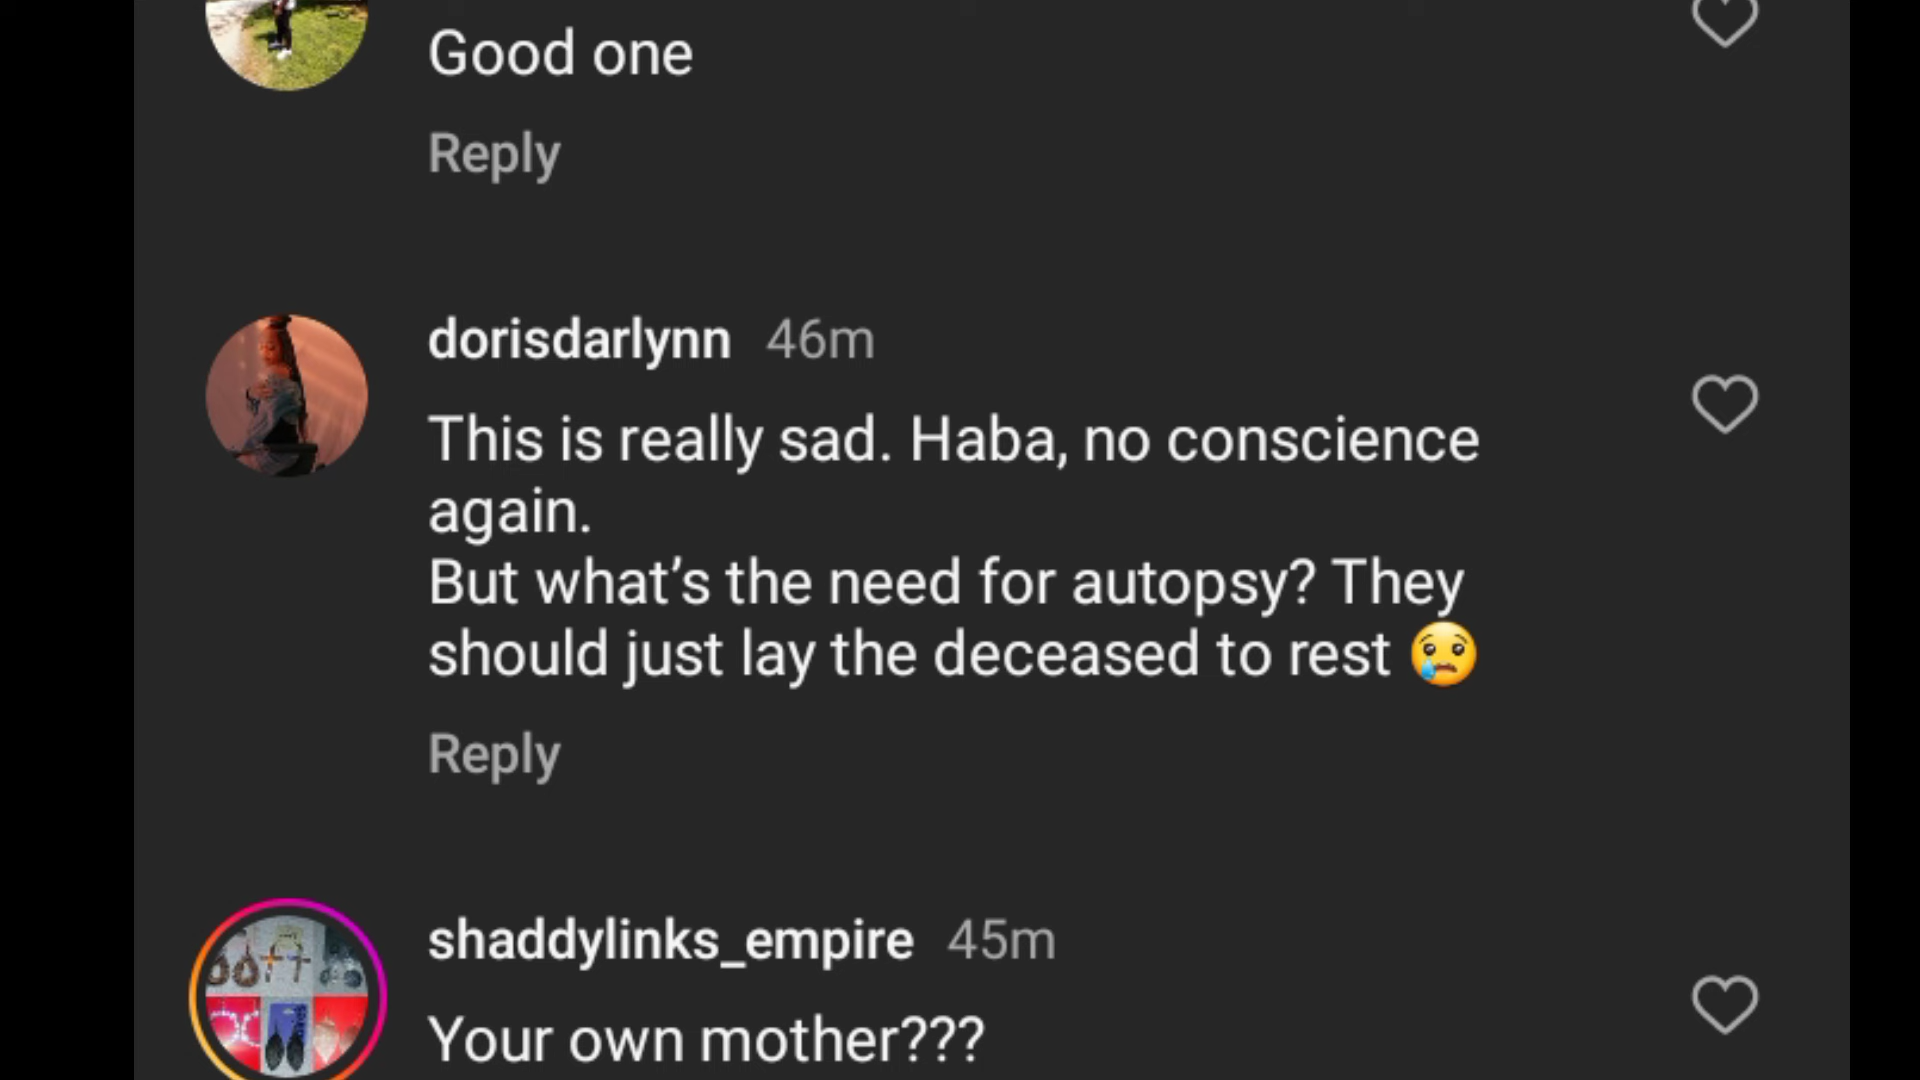 Good one
Reply
dorisdarlynn 46m
This is really sad. Haba, no conscience
again.
But what’s the need for autopsy? They
should just lay the deceased to rest 😢
Reply
shaddylinks_empire 45m
Your own mother???